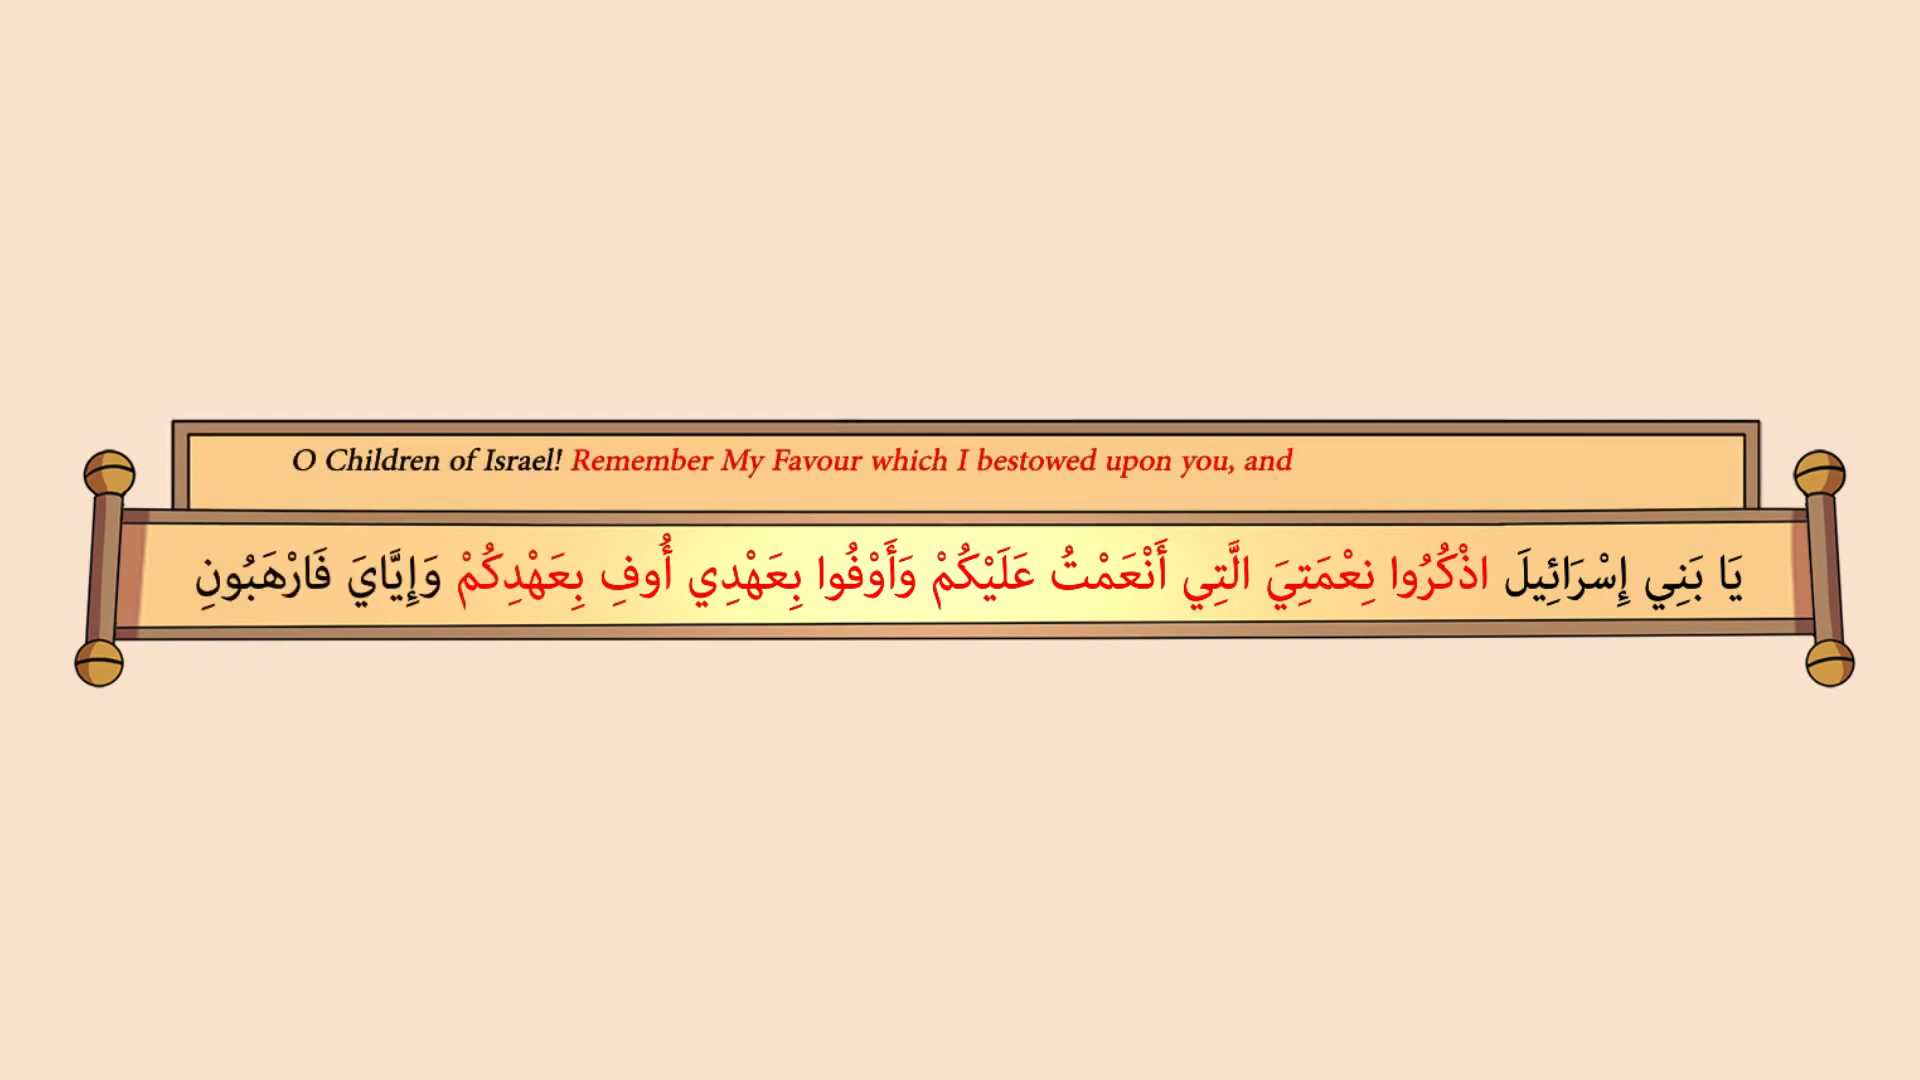 O Children of Israel! Remember My Favour which I bestowed upon you, and
يَا بَنِي إِسْرَائِيلَ اذْكُرُوا نِعْمَتِيَ الَّتِي أَنْعَمْتُ عَلَيْكُمْ وَأَوْفُوا بِعَهْدِي أُوفِ بِعَهْدِكُمْ وَإِيَّايَ فَارْهَبُونِ